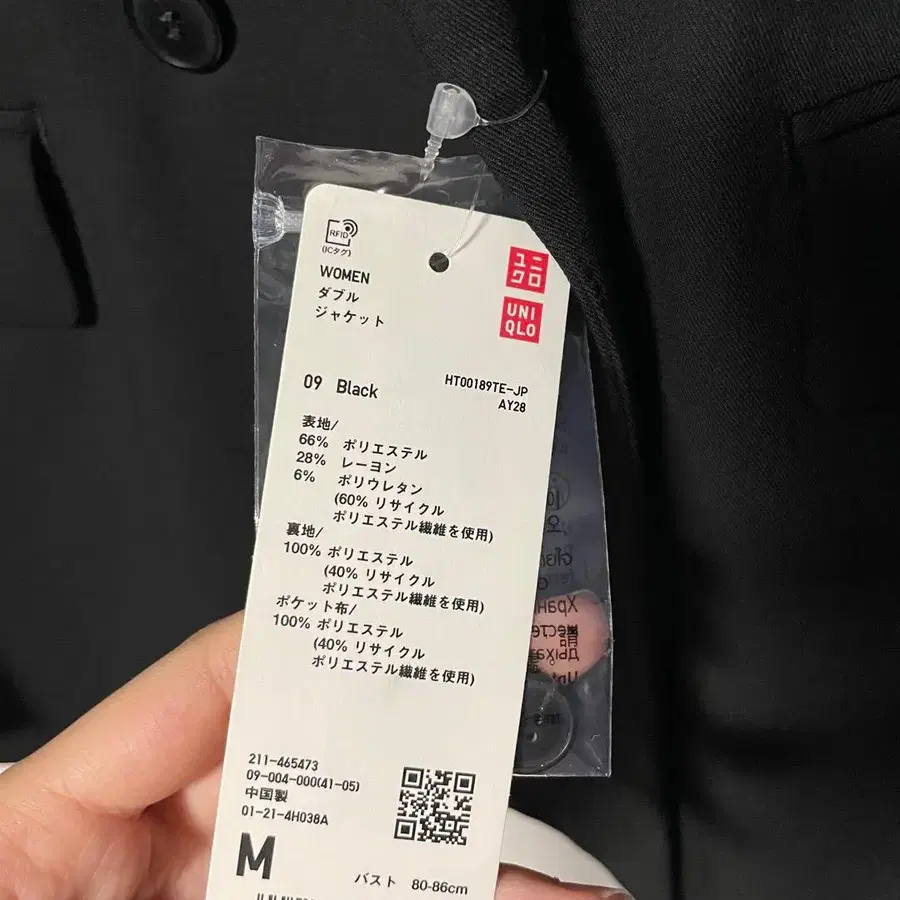 RFID
(ICタグ)
ユニ
クロ
UNI
QLO
WOMEN
ダブル
ジャケット
09 Black
HT00189TE-JP
AY28
表地/
66% ポリエステル
28% レーヨン
6% ポリウレタン
(60% リサイクル
ポリエステル繊維を使用)
裏地/
100% ポリエステル
(40% リサイクル
ポリエステル繊維を使用)
ポケット布/
100% ポリエステル
(40% リサイクル
ポリエステル繊維を使用)
211-465473
09-004-000(41-05)
中国製
01-21-4H038A
M
バスト 80-86cm